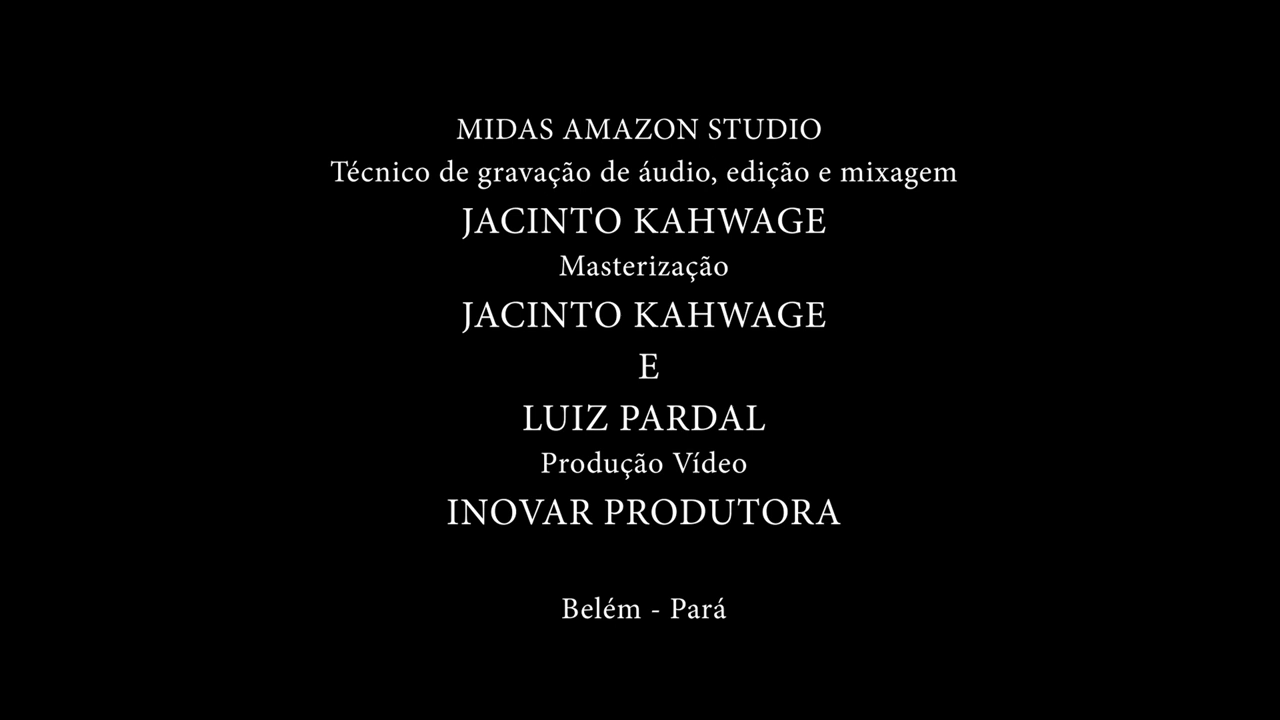 MIDAS AMAZON STUDIO
Técnico de gravação de áudio, edição e mixagem
JACINTO KAHWAGE
Masterização
JACINTO KAHWAGE
E
LUIZ PARDAL
Produção Vídeo
INOVAR PRODUTORA
Belém - Pará